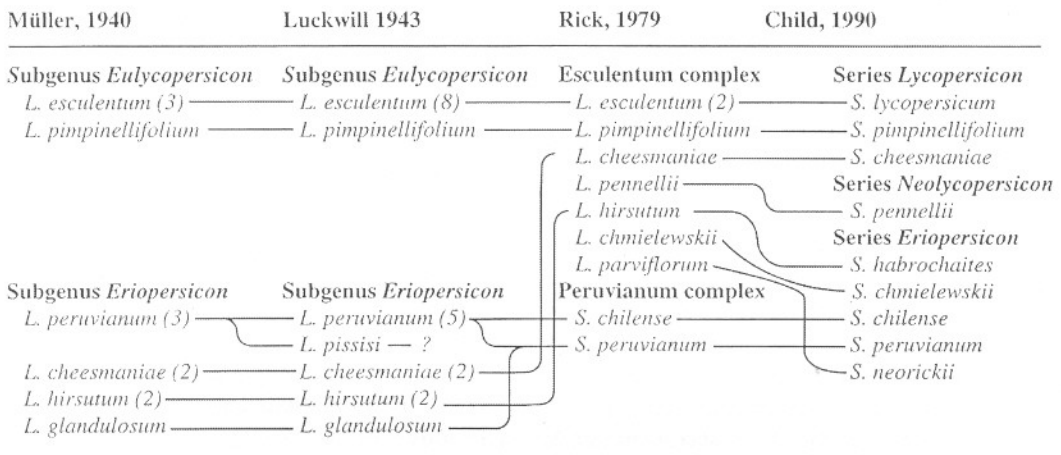 Müller, 1940 Luckwill 1943 Rick, 1979 Child, 1990
Subgenus Eulycopersicon Subgenus Eulycopersicon Esculentum complex Series Lycopersicon
L. esculentum (3) L. esculentum (8) L. esculentum (2) S. lycopersicum
L. pimpinellifolium L. pimpinellifolium L. pimpinellifolium S. pimpinellifolium
L. cheesmaniae S. cheesmaniae
L. pennellii Series Neolycopersicon
L. hirsutum S. pennellii
L. chmielewskii Series Eriopersicon
L. parviflorum S. habrochaites
Subgenus Eriopersicon Subgenus Eriopersicon Peruvianum complex S. chmielewskii
L. peruvianum (3) L. peruvianum (5) S. chilense S. chilense
L. pissisi — ? S. peruvianum S. peruvianum
L. cheesmaniae (2) L. cheesmaniae (2) S. neorickii
L. hirsutum (2) L. hirsutum (2)
L. glandulosum L. glandulosum